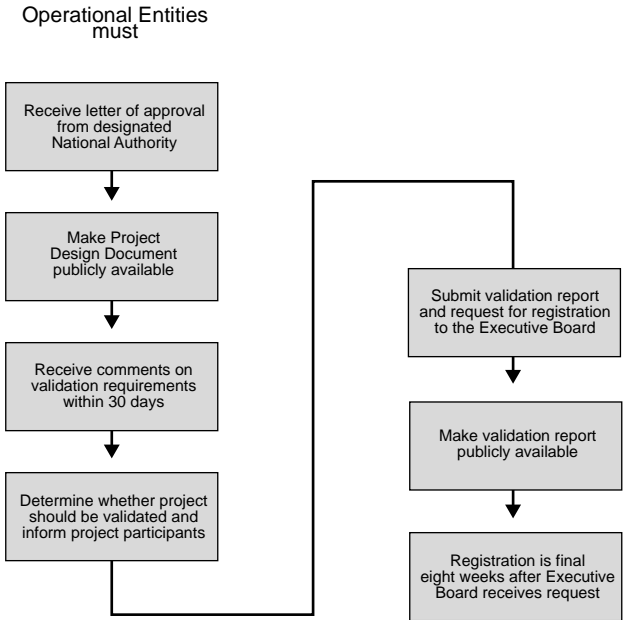 Operational Entities
must
Receive letter of approval
from designated
National Authority
Make Project
Design Document
publicly available
Receive comments on
validation requirements
within 30 days
Determine whether project
should be validated and
inform project participants
Submit validation report
and request for registration
to the Executive Board
Make validation report
publicly available
Registration is final
eight weeks after Executive
Board receives request